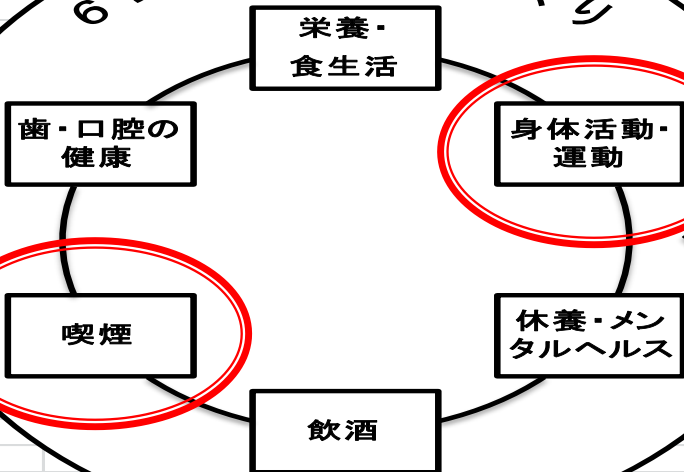 栄養・
食生活
歯・口腔の
健康
身体活動・
運動
喫煙
休養・メン
タルヘルス
飲酒